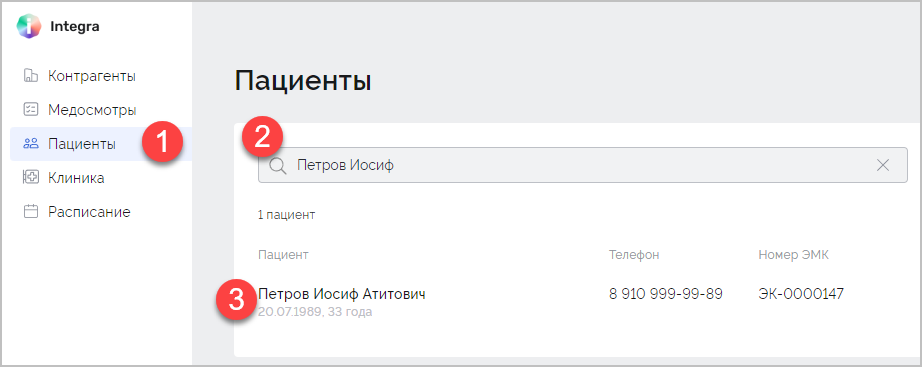 Integra
Контрагенты
Медосмотры
Пациенты
1
Клиника
Расписание
Пациенты
2
Петров Иосиф
1 пациент
Пациент Телефон Номер ЭМК
3
Петров Иосиф Атитович 8 910 999-99-89 ЭК-0000147
20.07.1989, 33 года